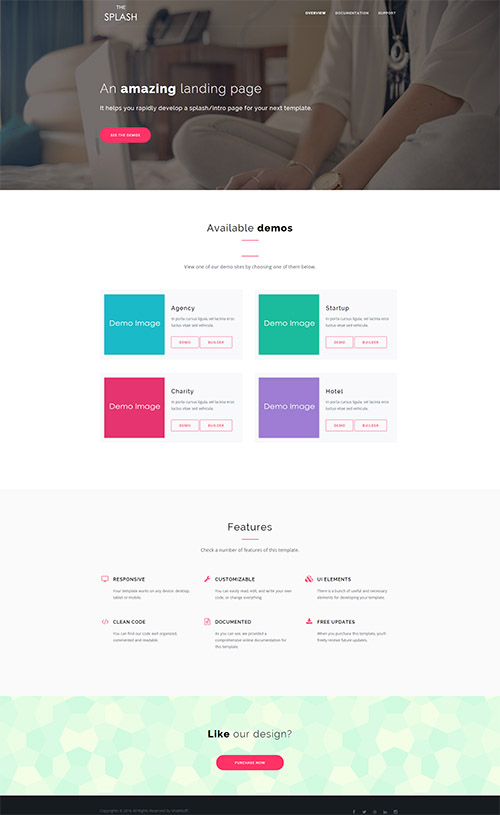 THE
SPLASH
OVERVIEW DOCUMENTATION SUPPORT
An amazing landing page
It helps you rapidly develop a splash/intro page for your next template.
SEE THE DEMOS
Available demos
View one of our demo sites by choosing one of them below.
Demo Image
Agency
In porta cursus ligula, vel lacinia eros
luctus vitae sed vehicula.
DEMO BUILDER
Demo Image
Startup
In porta cursus ligula, vel lacinia eros
luctus vitae sed vehicula.
DEMO BUILDER
Demo Image
Charity
In porta cursus ligula, vel lacinia eros
luctus vitae sed vehicula.
DEMO BUILDER
Demo Image
Hotel
In porta cursus ligula, vel lacinia eros
luctus vitae sed vehicula.
DEMO BUILDER
Features
Check a number of features of this template.
RESPONSIVE
Your template works on any device: desktop,
tablet or mobile.
CUSTOMIZABLE
You can easily read, edit, and write your own
code, or change everything.
UI ELEMENTS
There is a bunch of useful and necessary
elements for developing your template.
CLEAN CODE
You can find our code well organized,
commented and readable.
DOCUMENTED
As you can see, we provided a
comprehensive online documentation for
this template.
FREE UPDATES
When you purchase this template, you'll
freely receive future updates.
Like our design?
PURCHASE NOW
Copyrights © 2016 All Rights Reserved by